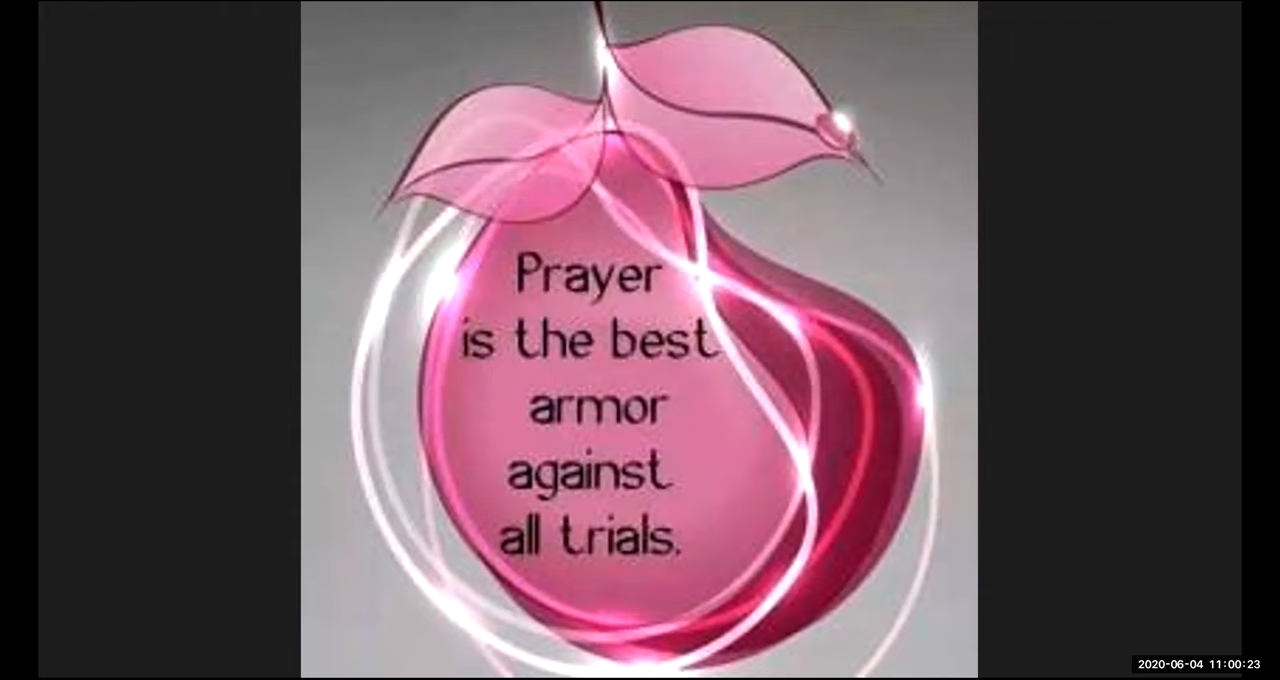 Prayer
is the best
armor
against
all trials.
2020-06-04 11:00:23